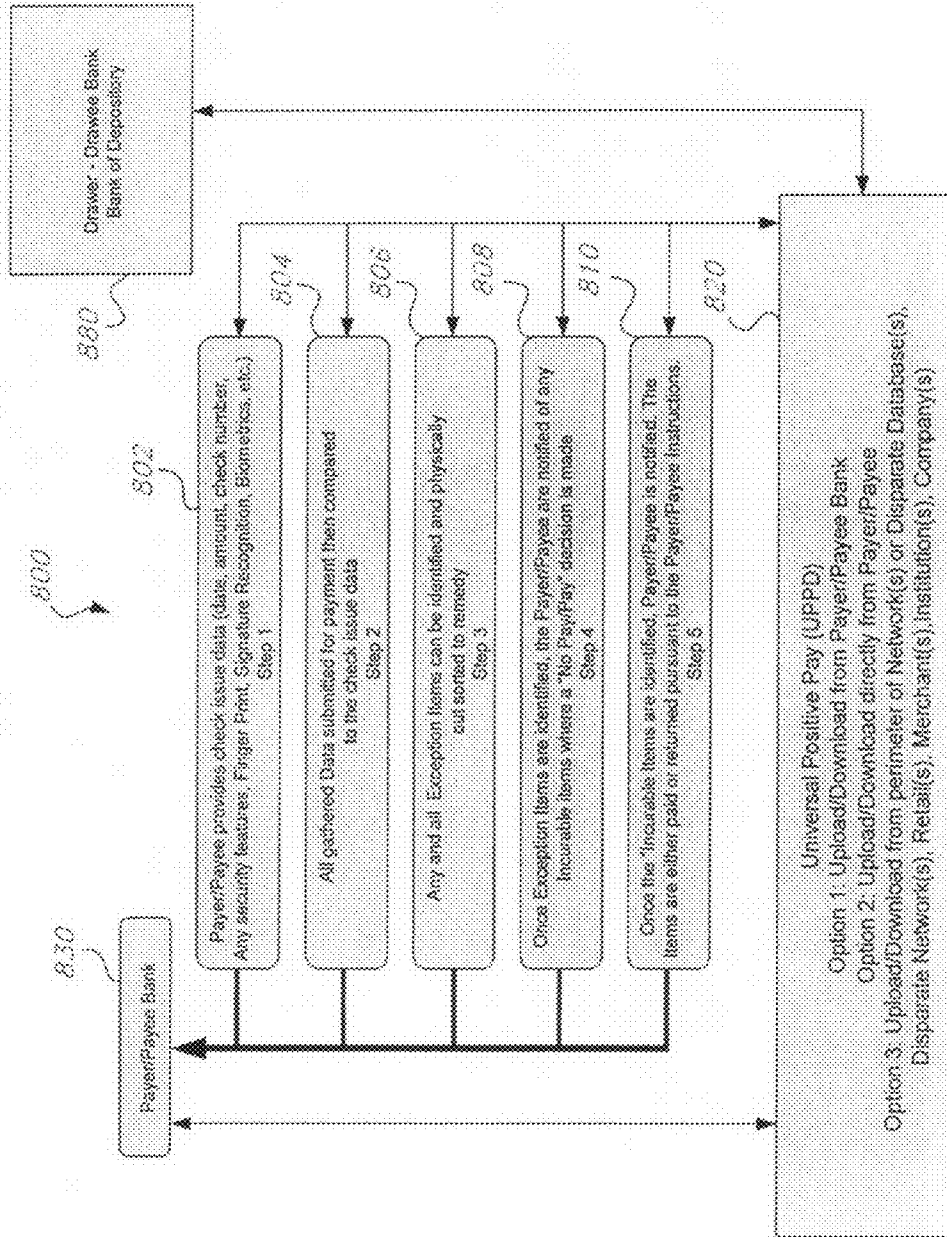 800
830
Payer/Payee Bank
880
Drawer - Drawee Bank
Bank of Depository
802
Payer/Payee provides check issue data (date, amount, check number,
Any security features, Finger Print, Signature Recognition, Biometrics, etc.)
Step 1
804
All gathered Data submitted for payment then compared
to the check issue data
Step 2
806
Any and all Exception Items can be identified and physically
out sorted to remedy
Step 3
808
Once Exception Items are identified, the Payer/Payee are notified of any
Incurable Items where a "No Pay/Pay" decision is made
Step 4
810
Once the "Incurable Items are identified, Payer/Payee is notified, The
Items are either paid or returned pursuant to the Payer/Payee Instructions.
Step 5
820
Universal Positive Pay (UPPD)
Option 1. Upload/Download from Payer/Payee Bank
Option 2. Upload/Download directly from Payer/Payee
Option 3. Upload/Download from perimeter of Network(s) or Disparate Database(s),
Disparate Network(s), Retail(s), Merchant(s),Institution(s), Company(s)